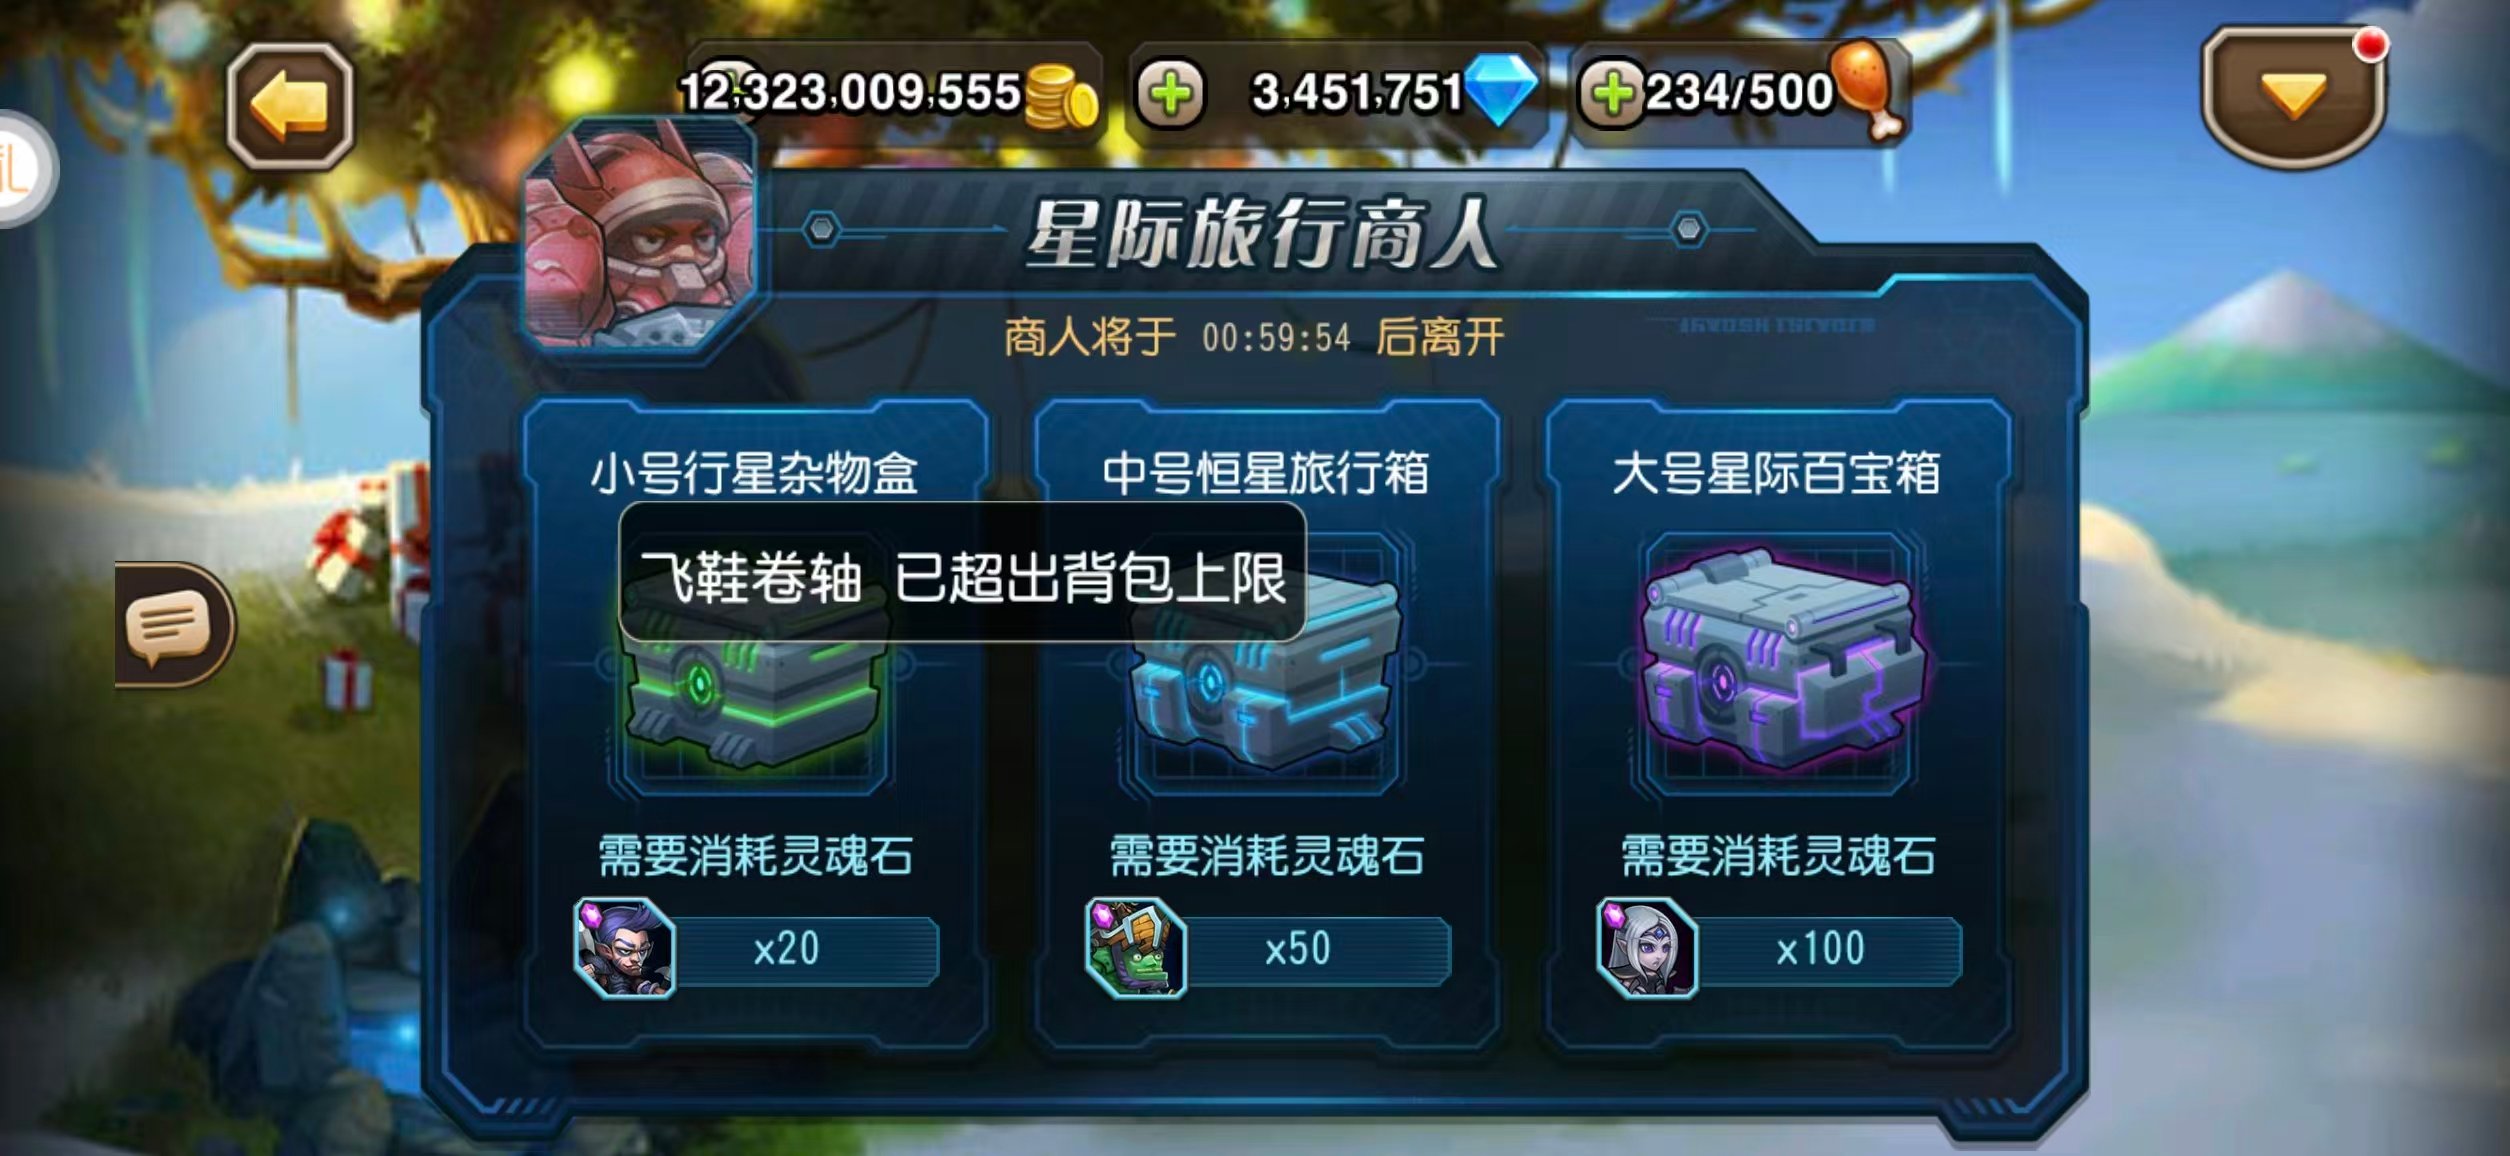 12,323,009,555
3,451,751
234/500
星际旅行商人
商人将于 00:59:54 后离开
小号行星杂物盒
中号恒星旅行箱
大号星际百宝箱
飞鞋卷轴 已超出背包上限
需要消耗灵魂石
需要消耗灵魂石
需要消耗灵魂石
x20
x50
x100